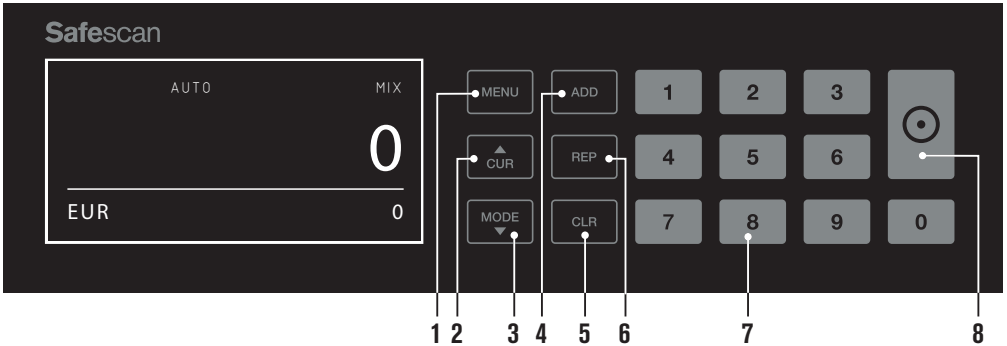 Safescan
AUTO MIX
0
EUR 0
MENU ADD 1 2 3
CUR REP 4 5 6
MODE CLR 7 8 9 0
1 2 3 4 5 6 7 8